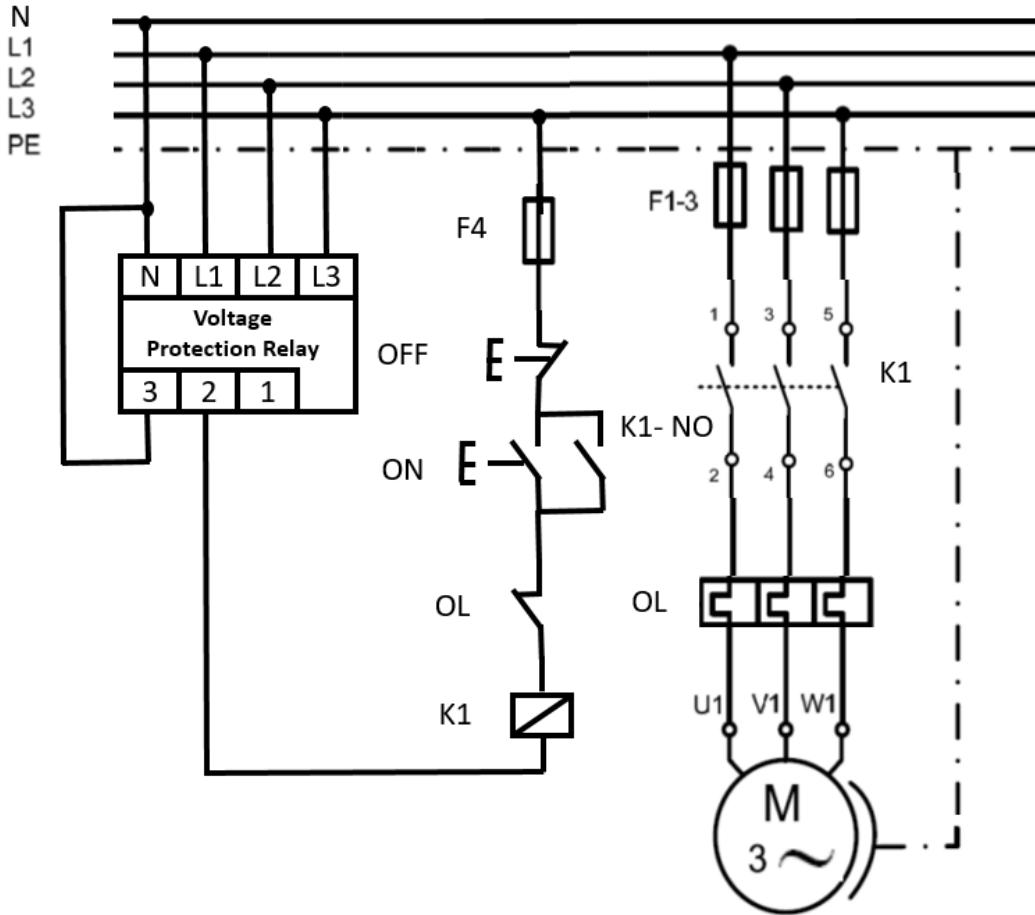 N
L1
L2
L3
PE
F4
F1-3
N L1 L2 L3
Voltage
Protection Relay
3 2 1
OFF
ON
K1- NO
1 3 5
K1
2 4 6
OL
OL
K1
U1 V1 W1
M
3 ~